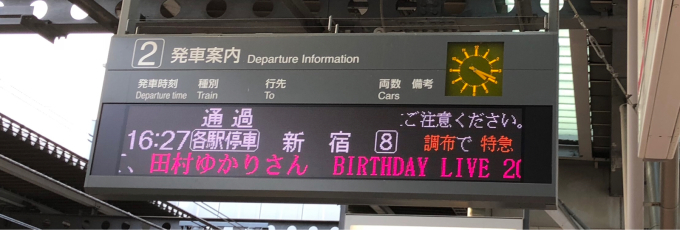 2 発車案内 Departure Information
発車時刻 種別 行先 両数 備考
Departure time Train To Cars
通過 ご注意ください。
16:27 各駅停車 新宿 8 調布で 特急
、田村ゆかりさん BIRTHDAY LIVE 20